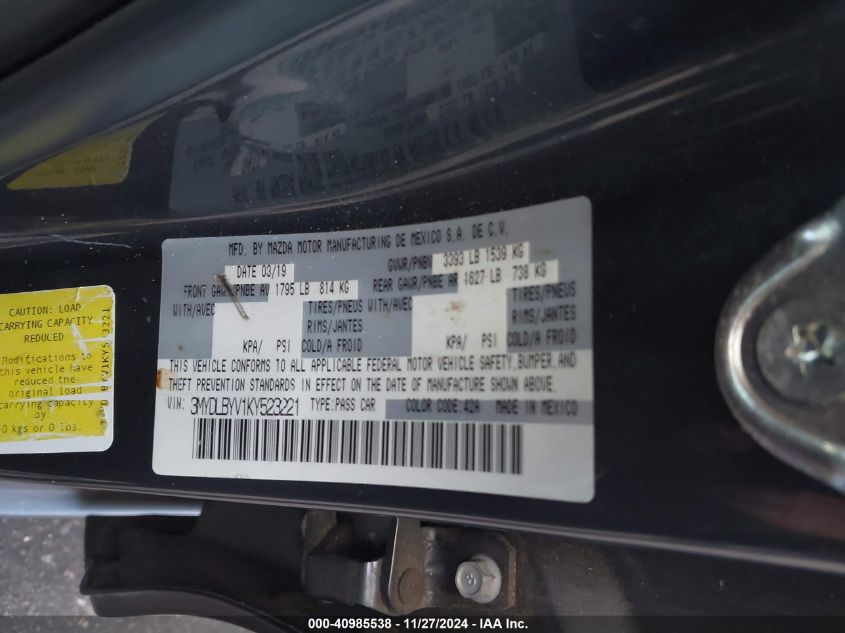 MFD. BY MAZDA MOTOR MANUFACTURING DE MEXICO S.A. DE C.V.
DATE 03/19 GVWR/PNBV 3393 LB 1539 KG
FRONT GAWR/PNBE AV 1795 LB 814 KG REAR GAWR/PNBE AR 1627 LB 738 KG
WITH/AVEC TIRES/PNEUS WITH/AVEC TIRES/PNEUS
RIMS/JANTES RIMS/JANTES
KPA/ PSI COLD/A FROID KPA/ PSI COLD/A FROID
THIS VEHICLE CONFORMS TO ALL APPLICABLE FEDERAL MOTOR VEHICLE SAFETY, BUMPER, AND
THEFT PREVENTION STANDARDS IN EFFECT ON THE DATE OF MANUFACTURE SHOWN ABOVE.
VIN: 3MYDLBYV1KY523221 TYPE:PASS CAR COLOR CODE:42A MADE IN MEXICO
CAUTION: LOAD
CARRYING CAPACITY
REDUCED
Modifications to
this vehicle have
reduced the
original load
carrying capacity
by:
0 kgs or 0 lbs.
000-40985538 - 11/27/2024 - IAA Inc.